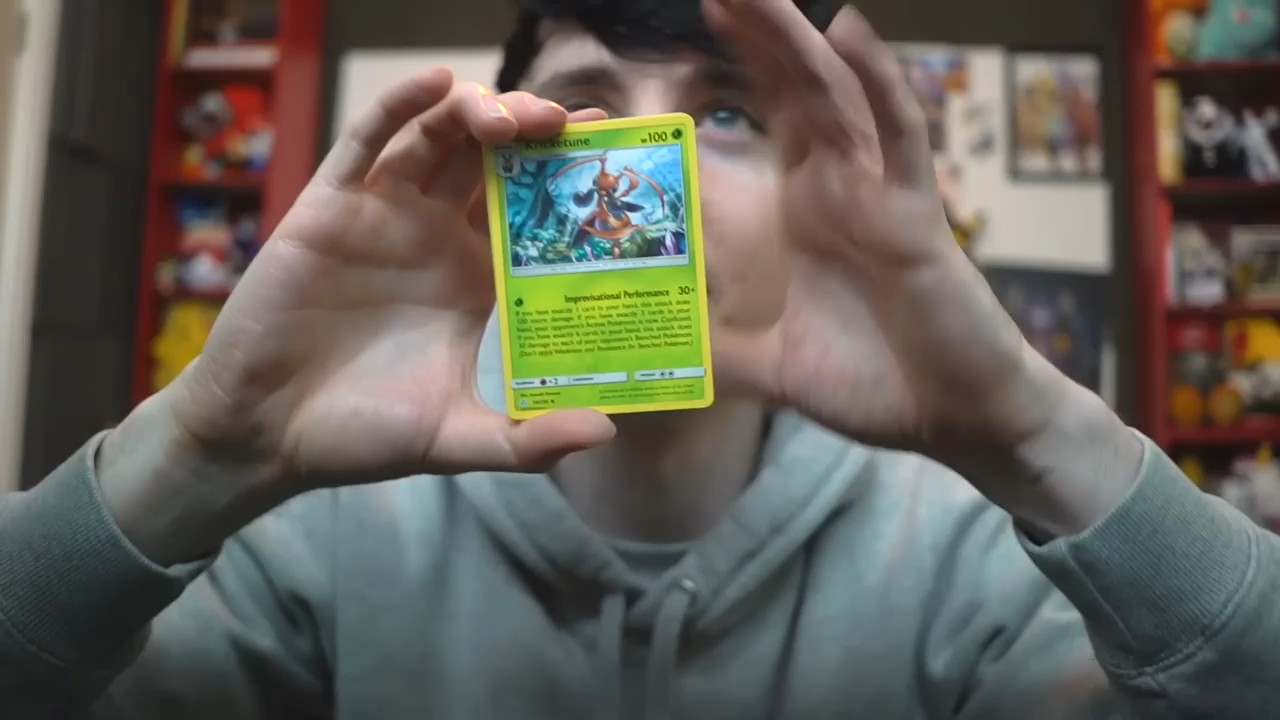 Kricketune 100
Improvisational Performance 30+
If you have exactly 1 card in your hand, this attack does
100 more damage. If you have exactly 3 cards in your
hand, your opponent's Active Pokémon is now Confused.
If you have exactly 6 cards in your hand, this attack does
30 damage to each of your opponent's Benched Pokémon.
(Don't apply Weakness and Resistance for Benched Pokémon.)
×2